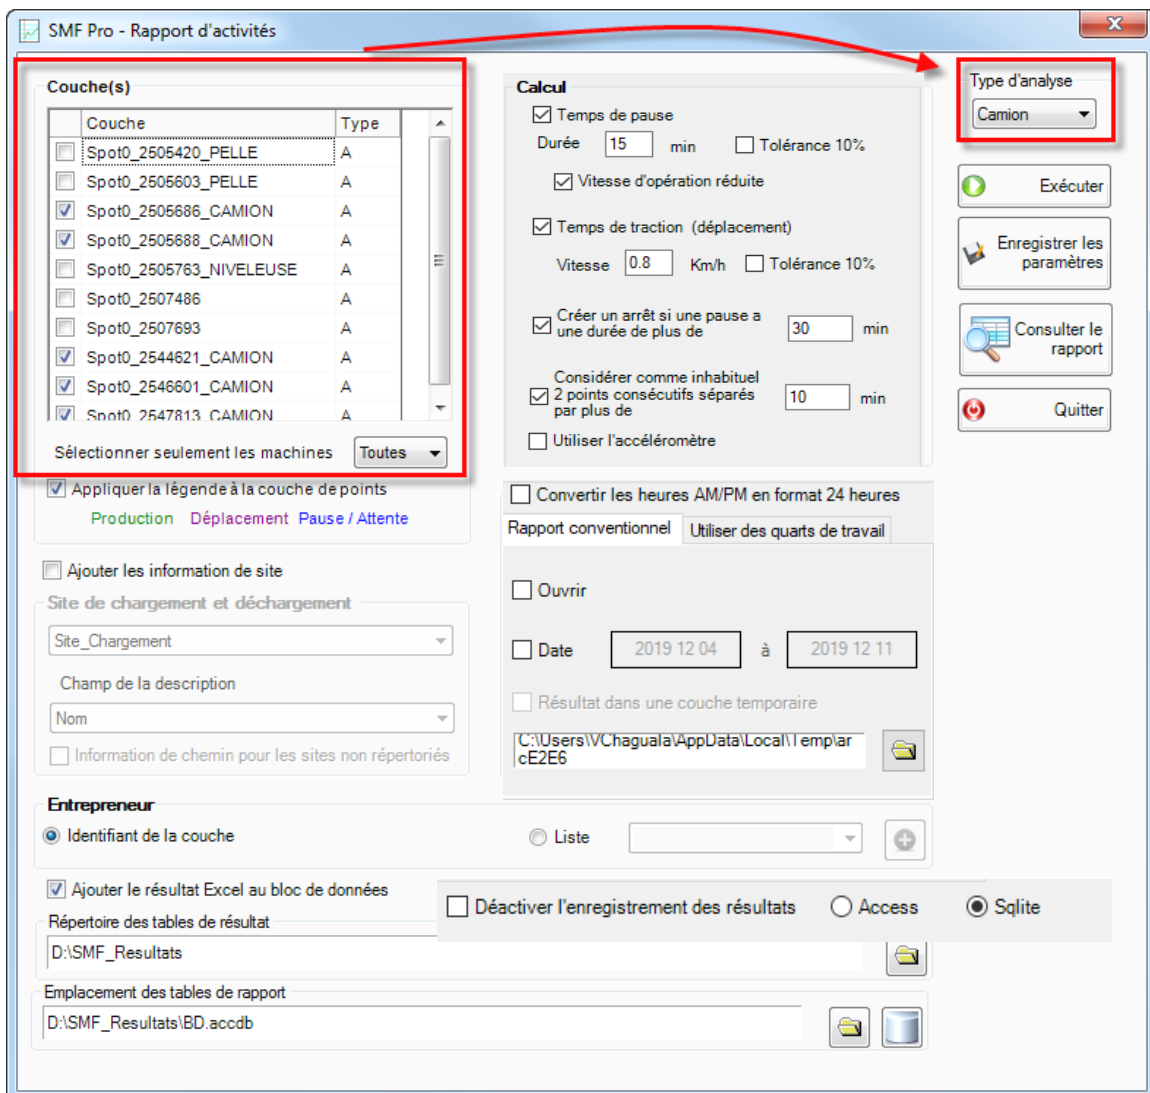 SMF Pro - Rapport d'activités
Couche(s)
Couche Type
Spot0_2505420_PELLE A
Spot0_2505603_PELLE A
Spot0_2505686_CAMION A
Spot0_2505688_CAMION A
Spot0_2505763_NIVELEUSE A
Spot0_2507486 A
Spot0_2507693 A
Spot0_2544621_CAMION A
Spot0_2546601_CAMION A
Spot0_2547813_CAMION A
Sélectionner seulement les machines Toutes
Appliquer la légende à la couche de points
Production Déplacement Pause / Attente
Ajouter les information de site
Site de chargement et déchargement
Site_Chargement
Champ de la description
Nom
Information de chemin pour les sites non répertoriés
Calcul
Temps de pause
Durée 15 min Tolérance 10%
Vitesse d'opération réduite
Temps de traction (déplacement)
Vitesse 0.8 Km/h Tolérance 10%
Créer un arrêt si une pause a
une durée de plus de 30 min
Considérer comme inhabituel
2 points consécutifs séparés
par plus de 10 min
Utiliser l'accéléromètre
Convertir les heures AM/PM en format 24 heures
Rapport conventionnel Utiliser des quarts de travail
Ouvrir
Date 2019 12 04 à 2019 12 11
Résultat dans une couche temporaire
C:\Users\VChaguala\AppData\Local\Temp\ar
cE2E6
Type d'analyse
Camion
Exécuter
Enregistrer les
paramètres
Consulter le
rapport
Quitter
Entrepreneur
Identifiant de la couche Liste
Ajouter le résultat Excel au bloc de données
Déactiver l'enregistrement des résultats Access Sqlite
Répertoire des tables de résultat
D:\SMF_Resultats
Emplacement des tables de rapport
D:\SMF_Resultats\BD.accdb